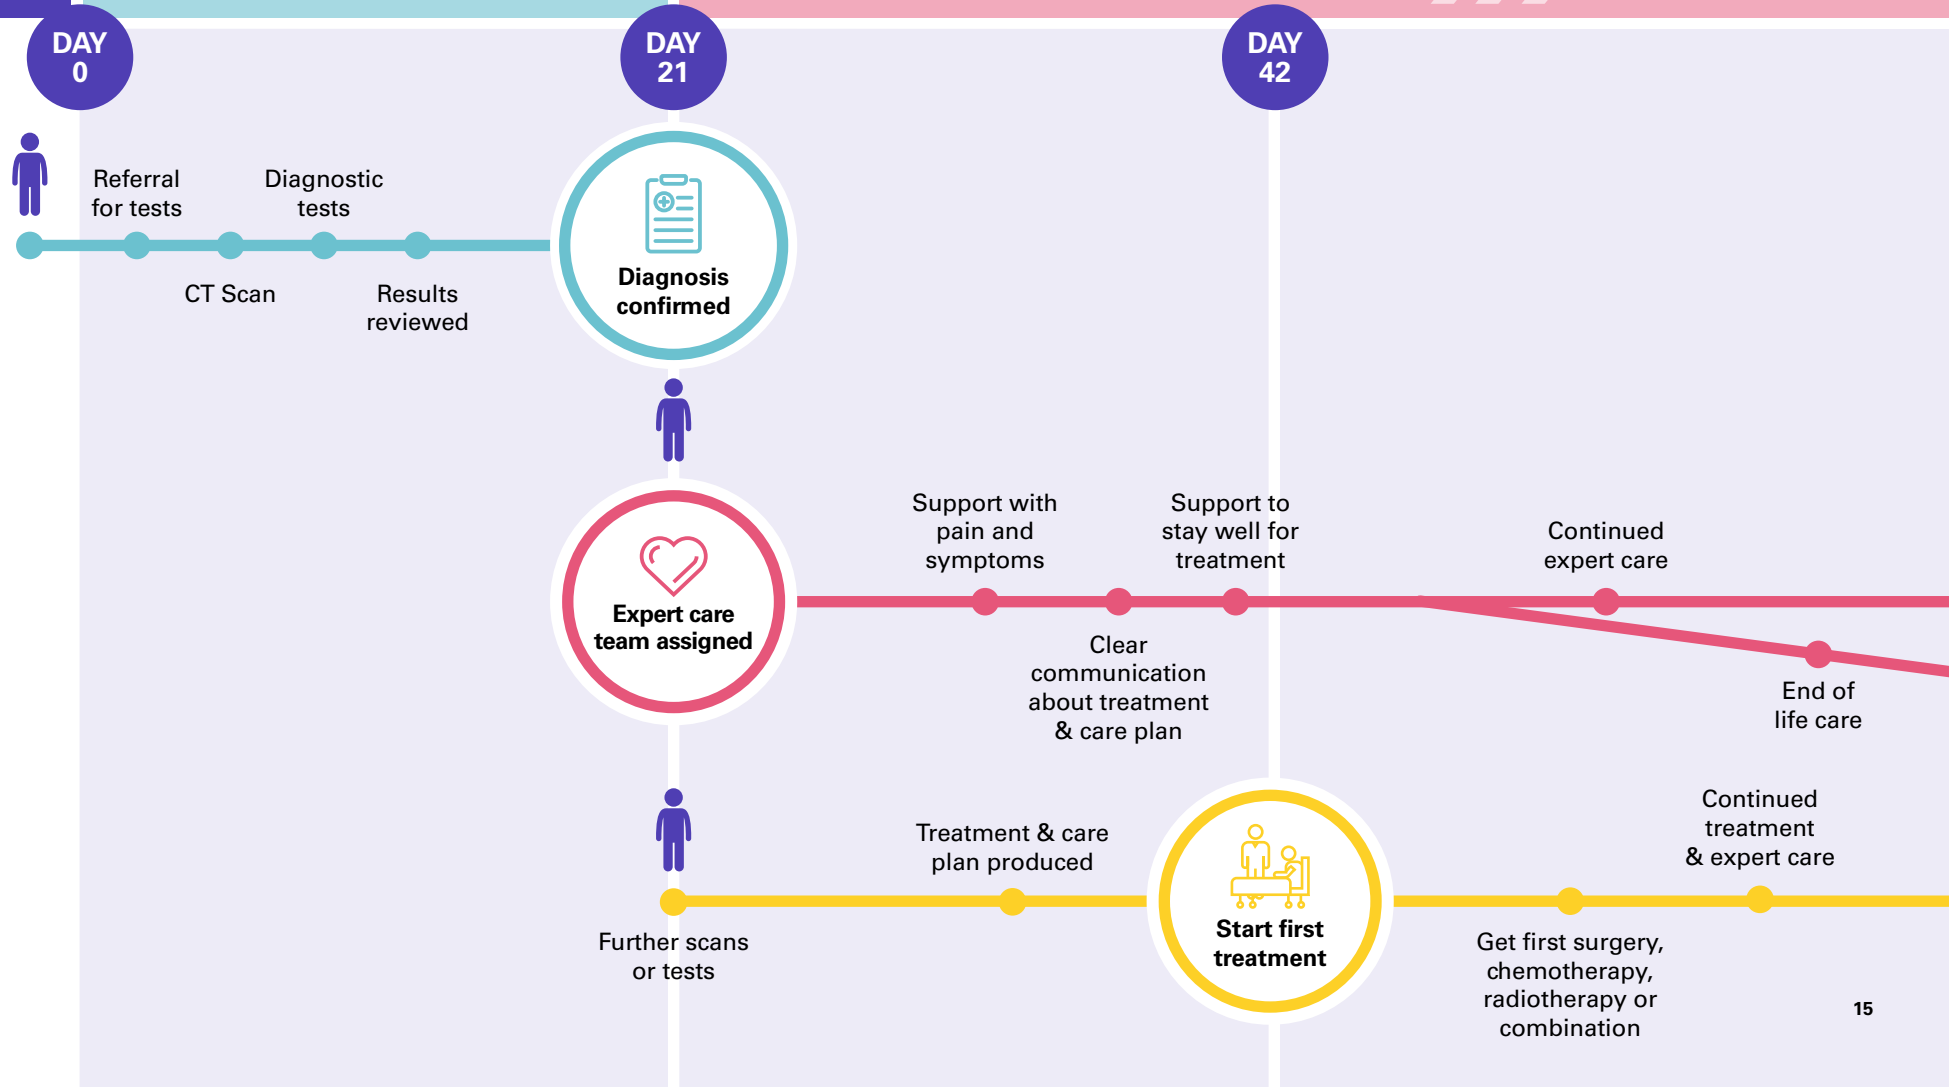 DAY
0
DAY
21
DAY
42
Referral
for tests
CT Scan
Diagnostic
tests
Results
reviewed
Diagnosis
confirmed
Expert care
team assigned
Support with
pain and
symptoms
Clear
communication
about treatment
& care plan
Support to
stay well for
treatment
Continued
expert care
End of
life care
Further scans
or tests
Treatment & care
plan produced
Start first
treatment
Get first surgery,
chemotherapy,
radiotherapy or
combination
Continued
treatment
& expert care
15